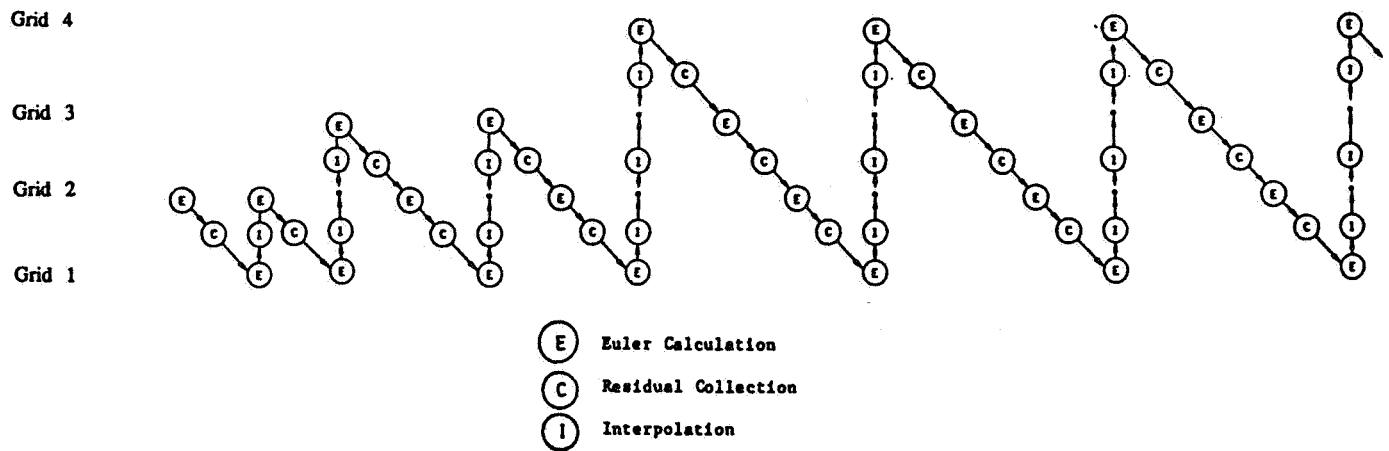 Grid 4 E E E E
I C I C I C I
Grid 3 E E E E E
I C I C I C I C I C I
Grid 2 E E E E E E E
C I C I C I C I C I C I C I
Grid 1 E E E E E E E
E Euler Calculation
C Residual Collection
I Interpolation